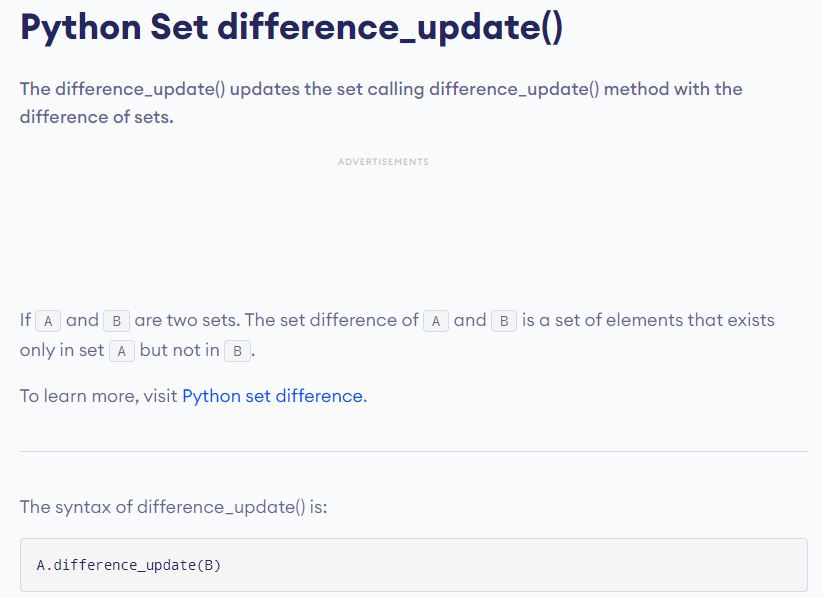 Python Set difference_update()
The difference_update() updates the set calling difference_update() method with the
difference of sets.
ADVERTISEMENTS
If A and B are two sets. The set difference of A and B is a set of elements that exists
only in set A but not in B.
To learn more, visit Python set difference.
The syntax of difference_update() is:
A.difference_update(B)